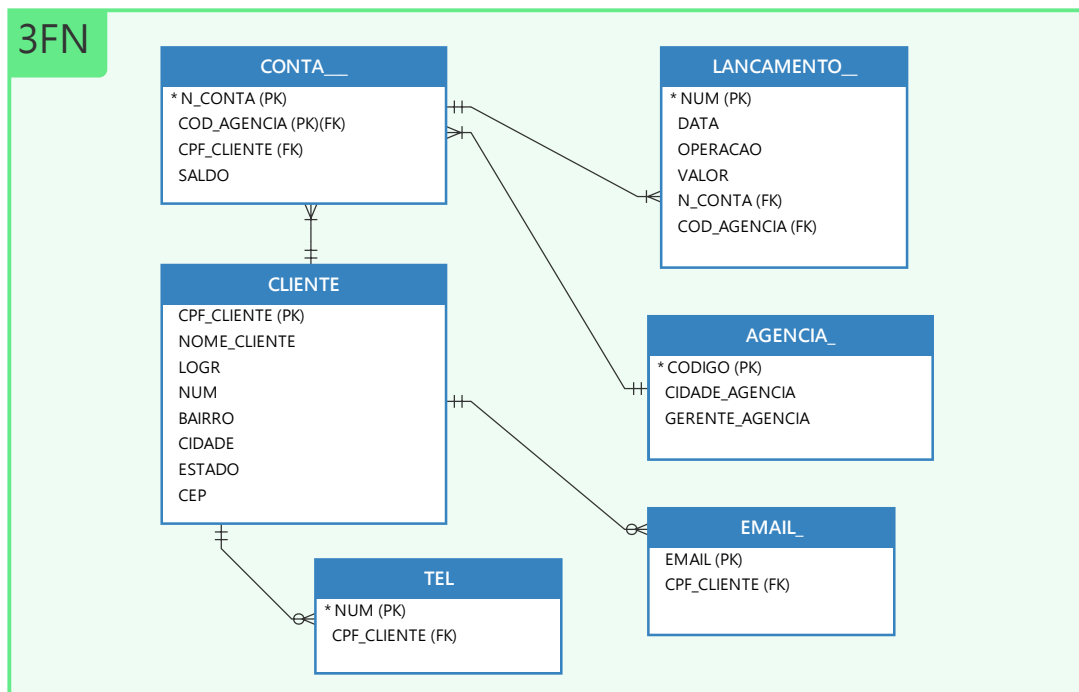 3FN
CONTA___
* N_CONTA (PK)
COD_AGENCIA (PK)(FK)
CPF_CLIENTE (FK)
SALDO
LANCAMENTO__
* NUM (PK)
DATA
OPERACAO
VALOR
N_CONTA (FK)
COD_AGENCIA (FK)
CLIENTE
CPF_CLIENTE (PK)
NOME_CLIENTE
LOGR
NUM
BAIRRO
CIDADE
ESTADO
CEP
AGENCIA_
* CODIGO (PK)
CIDADE_AGENCIA
GERENTE_AGENCIA
EMAIL_
EMAIL (PK)
CPF_CLIENTE (FK)
TEL
* NUM (PK)
CPF_CLIENTE (FK)